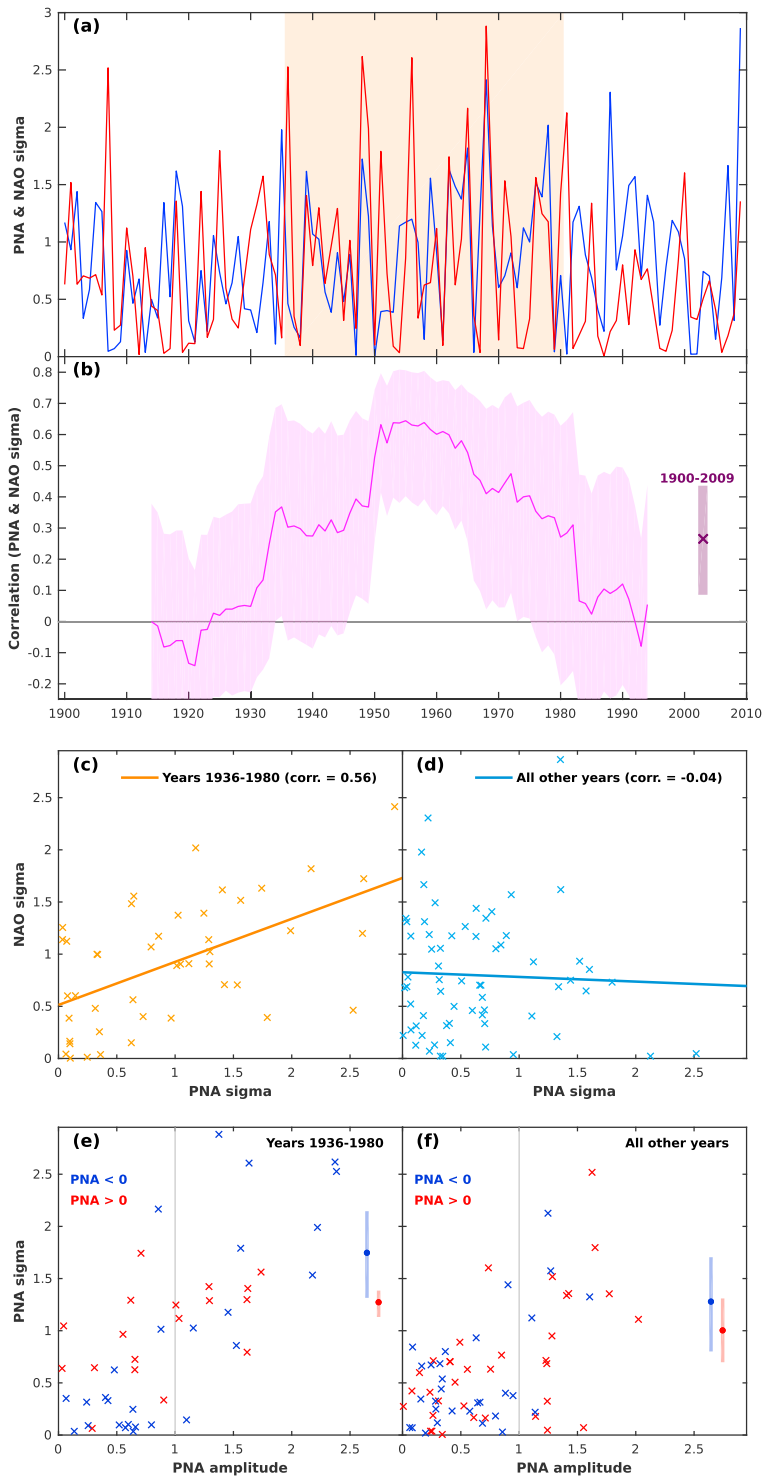 (a)
PNA & NAO sigma
3
2.5
2
1.5
1
0.5
0
(b)
Correlation (PNA & NAO sigma)
0.8
0.7
0.6
0.5
0.4
0.3
0.2
0.1
0
-0.1
-0.2
1900-2009
1900 1910 1920 1930 1940 1950 1960 1970 1980 1990 2000 2010
(c)
Years 1936-1980 (corr. = 0.56)
(d)
All other years (corr. = -0.04)
NAO sigma
2.5
2
1.5
1
0.5
0
0 0.5 1 1.5 2 2.5
0 0.5 1 1.5 2 2.5
PNA sigma
PNA sigma
(e)
Years 1936-1980
PNA < 0
PNA > 0
(f)
All other years
PNA < 0
PNA > 0
PNA sigma
2.5
2
1.5
1
0.5
0
0 0.5 1 1.5 2 2.5
0 0.5 1 1.5 2 2.5
PNA amplitude
PNA amplitude